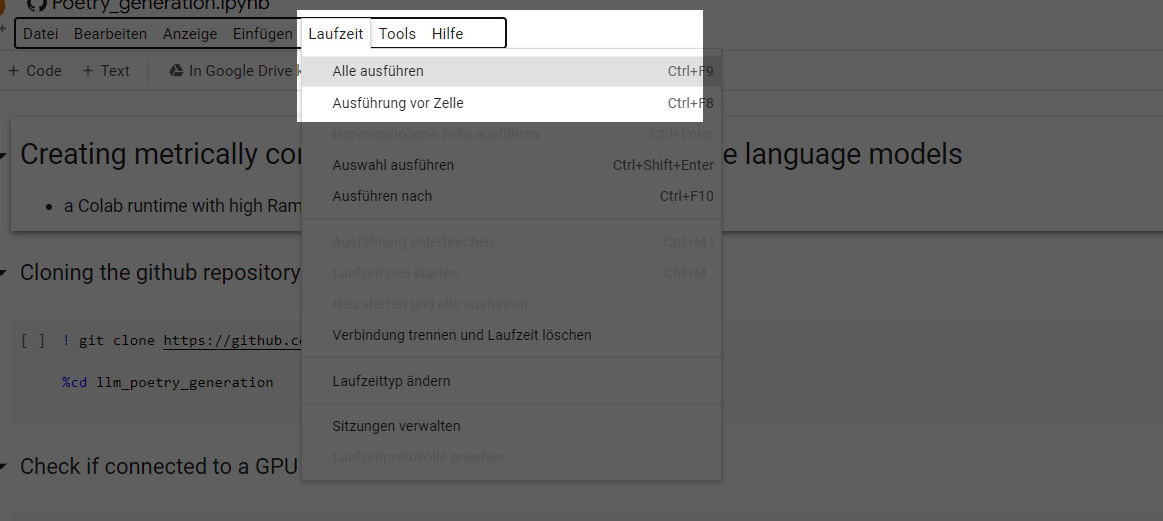 Poetry_generation.ipynb
Datei Bearbeiten Anzeige Einfügen Laufzeit Tools Hilfe
+ Code + Text In Google Drive k
Alle ausführen Ctrl+F9
Ausführung vor Zelle Ctrl+F8
Hervorgehobene Zelle ausführen Ctrl+Enter
Auswahl ausführen Ctrl+Shift+Enter
Ausführen nach Ctrl+F10
Ausführung unterbrechen Ctrl+M I
Laufzeit neu starten Ctrl+M .
Neu starten und alle ausführen
Verbindung trennen und Laufzeit löschen
Laufzeittyp ändern
Sitzungen verwalten
Laufzeitprotokolle ansehen
Creating metrically co e language models
• a Colab runtime with high Ram
Cloning the github repository
[ ] ! git clone https://github.co
%cd llm_poetry_generation
Check if connected to a GPU